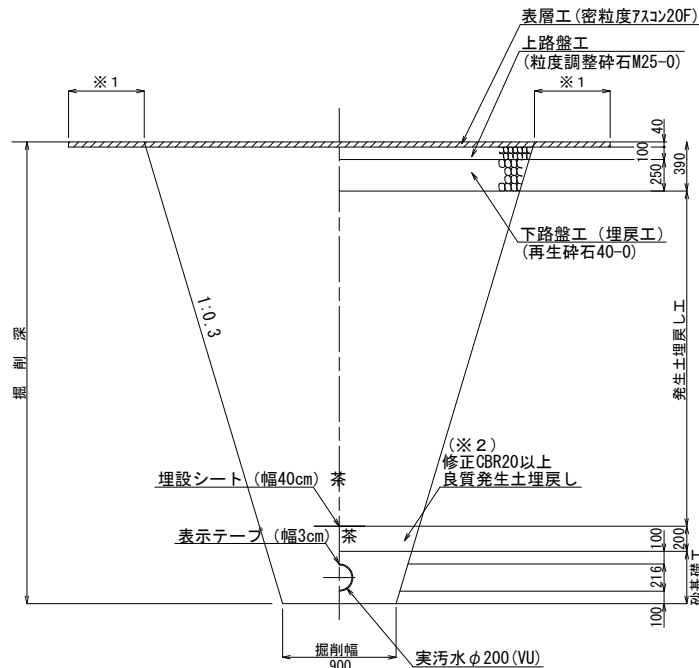 表層工(密粒度アスコン20F)
上路盤工
(粒度調整砕石M25-0)
※1
※1
40
100
250
390
下路盤工（埋戻工）
(再生砕石40-0)
1:0.3
掘削深
発生土埋戻し工
(※２)
修正CBR20以上
良質発生土埋戻し
埋設シート（幅40cm）茶
表示テープ（幅3cm）茶
100
200
216
100
砂基礎工
掘削幅
900
実汚水φ200(VU)